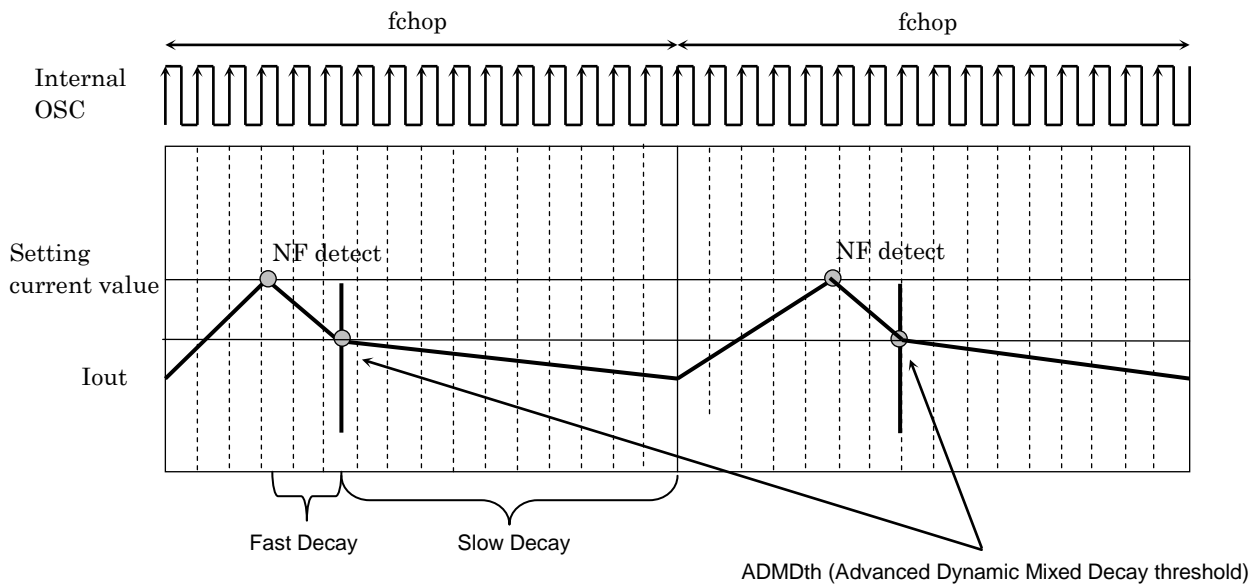 fchop
fchop
Internal
OSC
NF detect
NF detect
Setting
current value
Iout
Fast Decay
Slow Decay
ADMDth (Advanced Dynamic Mixed Decay threshold)